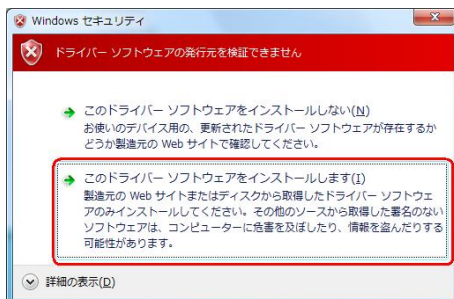 Windows セキュリティ
ドライバー ソフトウェアの発行元を検証できません
このドライバー ソフトウェアをインストールしない(N)
お使いのデバイス用の、更新されたドライバー ソフトウェアが存在するか
どうか製造元の Web サイトで確認してください。
このドライバー ソフトウェアをインストールします(I)
製造元の Web サイトまたはディスクから取得したドライバー ソフトウェ
アのみインストールしてください。その他のソースから取得した署名のない
ソフトウェアは、コンピューターに危害を及ぼしたり、情報を盗んだりする
可能性があります。
詳細の表示(D)